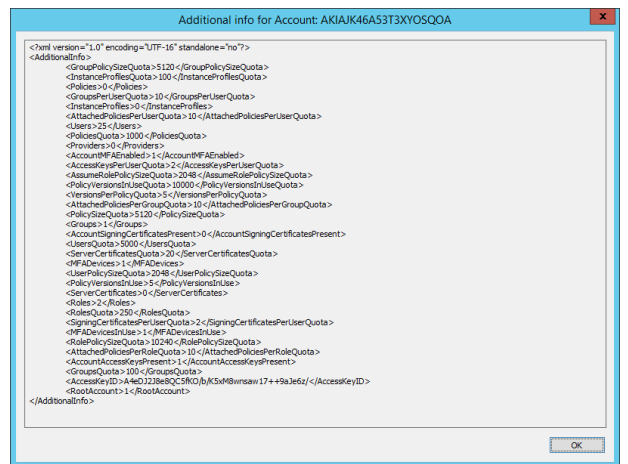 Additional info for Account: AKIAJK46A53T3XYOSQOA
x
<?xml version="1.0" encoding="UTF-16" standalone="no"?>
<AdditionalInfo>
<GroupPolicySizeQuota>5120</GroupPolicySizeQuota>
<InstanceProfilesQuota>100</InstanceProfilesQuota>
<Policies>0</Policies>
<GroupsPerUserQuota>10</GroupsPerUserQuota>
<InstanceProfiles>0</InstanceProfiles>
<AttachedPoliciesPerUserQuota>10</AttachedPoliciesPerUserQuota>
<Users>25</Users>
<PoliciesQuota>1000</PoliciesQuota>
<Providers>0</Providers>
<AccountMFAEnabled>1</AccountMFAEnabled>
<AccessKeysPerUserQuota>2</AccessKeysPerUserQuota>
<AssumeRolePolicySizeQuota>2048</AssumeRolePolicySizeQuota>
<PolicyVersionsInUseQuota>10000</PolicyVersionsInUseQuota>
<VersionsPerPolicyQuota>5</VersionsPerPolicyQuota>
<AttachedPoliciesPerGroupQuota>10</AttachedPoliciesPerGroupQuota>
<PolicySizeQuota>5120</PolicySizeQuota>
<Groups>1</Groups>
<AccountSigningCertificatesPresent>0</AccountSigningCertificatesPresent>
<UsersQuota>5000</UsersQuota>
<ServerCertificatesQuota>20</ServerCertificatesQuota>
<MFADevices>1</MFADevices>
<UserPolicySizeQuota>2048</UserPolicySizeQuota>
<PolicyVersionsInUse>5</PolicyVersionsInUse>
<ServerCertificates>0</ServerCertificates>
<Roles>2</Roles>
<RolesQuota>250</RolesQuota>
<SigningCertificatesPerUserQuota>2</SigningCertificatesPerUserQuota>
<MFADevicesInUse>1</MFADevicesInUse>
<RolePolicySizeQuota>10240</RolePolicySizeQuota>
<AttachedPoliciesPerRoleQuota>10</AttachedPoliciesPerRoleQuota>
<AccountAccessKeysPresent>1</AccountAccessKeysPresent>
<GroupsQuota>100</GroupsQuota>
<AccessKeyID>A4eDJ2J8e8QC5fKO/b/K5xM8wnsaw17++9aJe6z/</AccessKeyID>
<RootAccount>1</RootAccount>
</AdditionalInfo>
OK